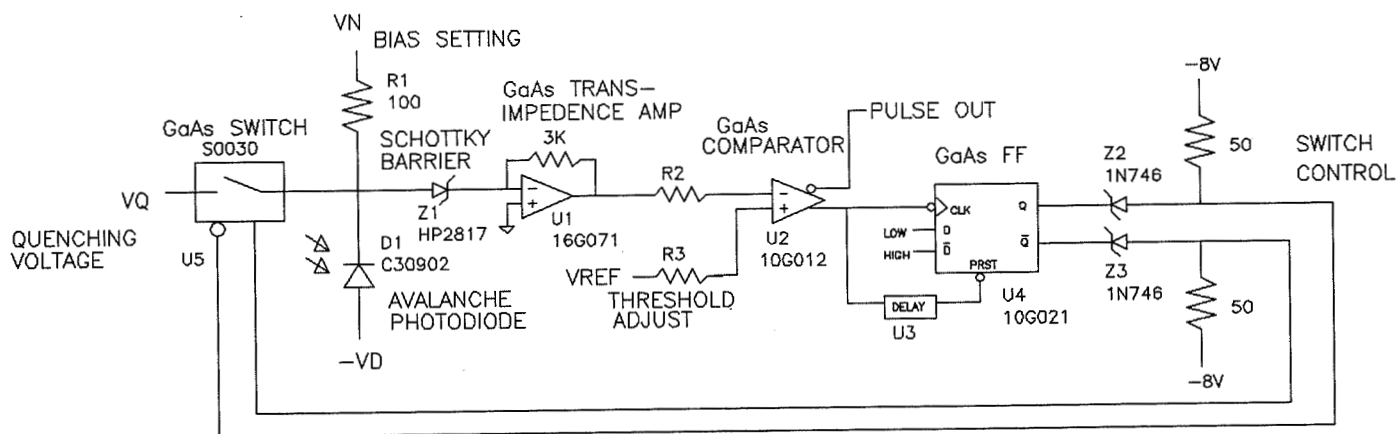 VN
BIAS SETTING
R1
100
GaAs SWITCH
S0030
VQ
QUENCHING
VOLTAGE
U5
SCHOTTKY
BARRIER
Z1
HP2817
D1
C30902
AVALANCHE
PHOTODIODE
-VD
GaAs TRANS-
IMPEDENCE AMP
3K
-
+
U1
16G071
R2
R3
VREF
THRESHOLD
ADJUST
GaAs
COMPARATOR
-
+
U2
10G012
PULSE OUT
GaAs FF
CLK
Q
LOW
D
HIGH
D̅
Q̅
PRST
DELAY
U3
U4
10G021
Z2
1N746
Z3
1N746
-8V
50
SWITCH
CONTROL
50
-8V